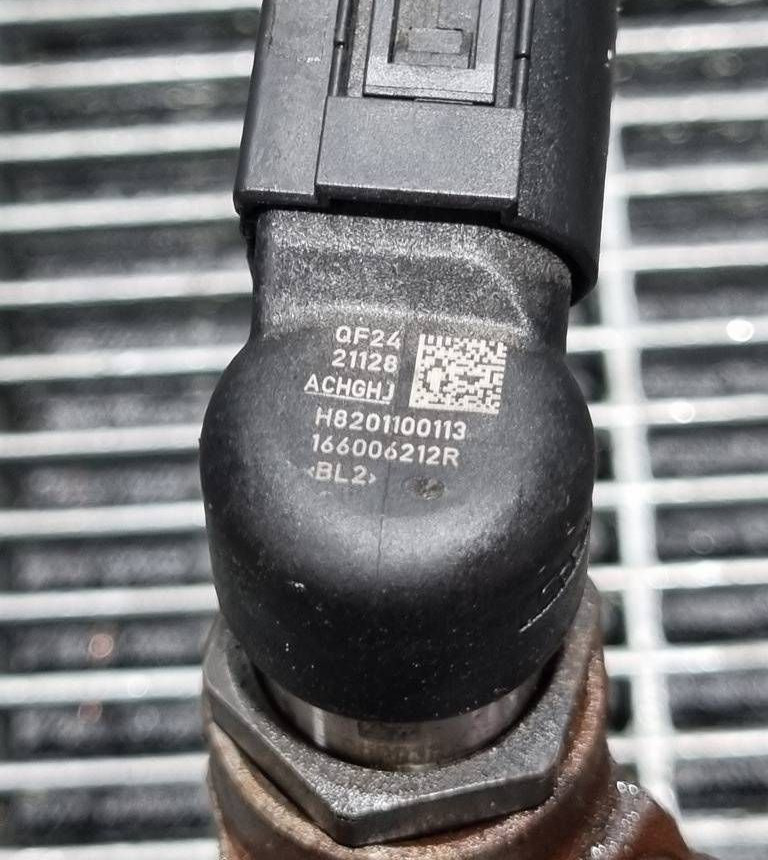 QF24
21128
ACHGHJ
H8201100113
166006212R
<BL2>